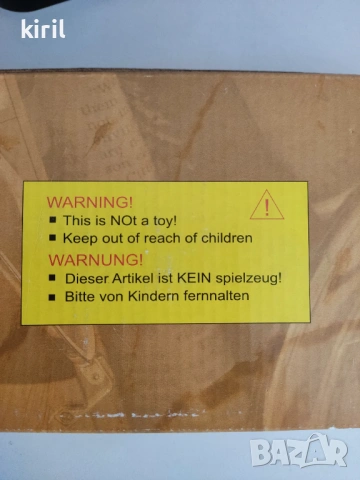 kiril
WARNING!
▪ This is NOt a toy!
▪ Keep out of reach of children
WARNUNG!
▪ Dieser Artikel ist KEIN spielzeug!
▪ Bitte von Kindern fernnalten
BAZAR